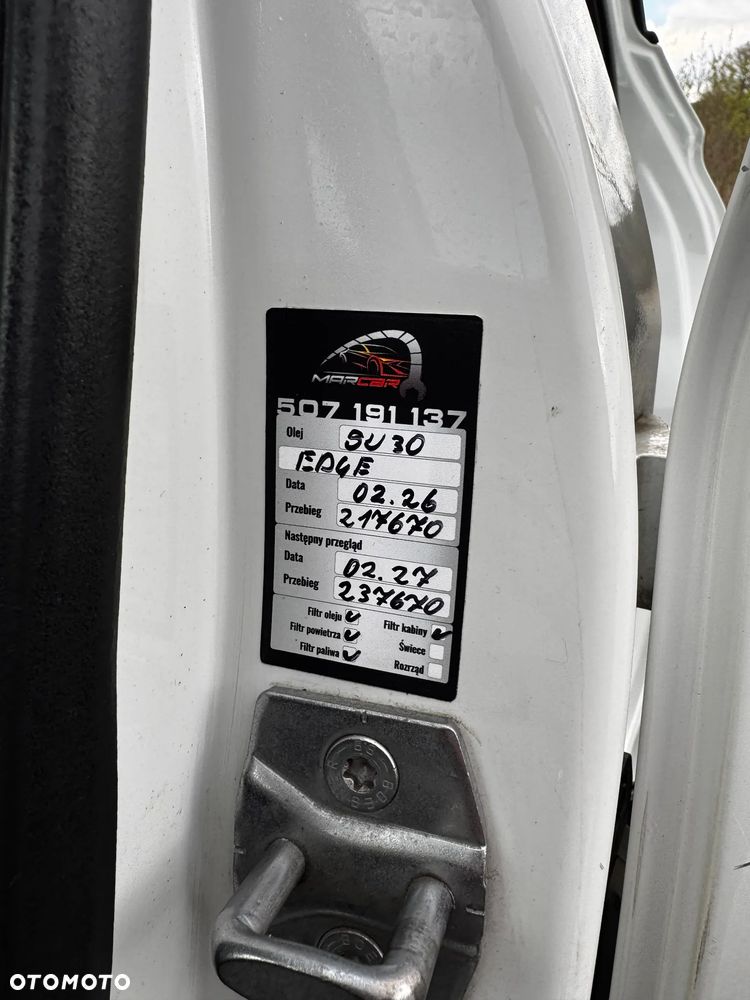 MARCAR
507 191 137
Olej 5W30
EDGE
Data 02.26
Przebieg 217670
Następny przegląd
Data 02.27
Przebieg 237670
Filtr oleju Filtr kabiny
Filtr powietrza Świece
Filtr paliwa Rozrząd
OTOMOTO